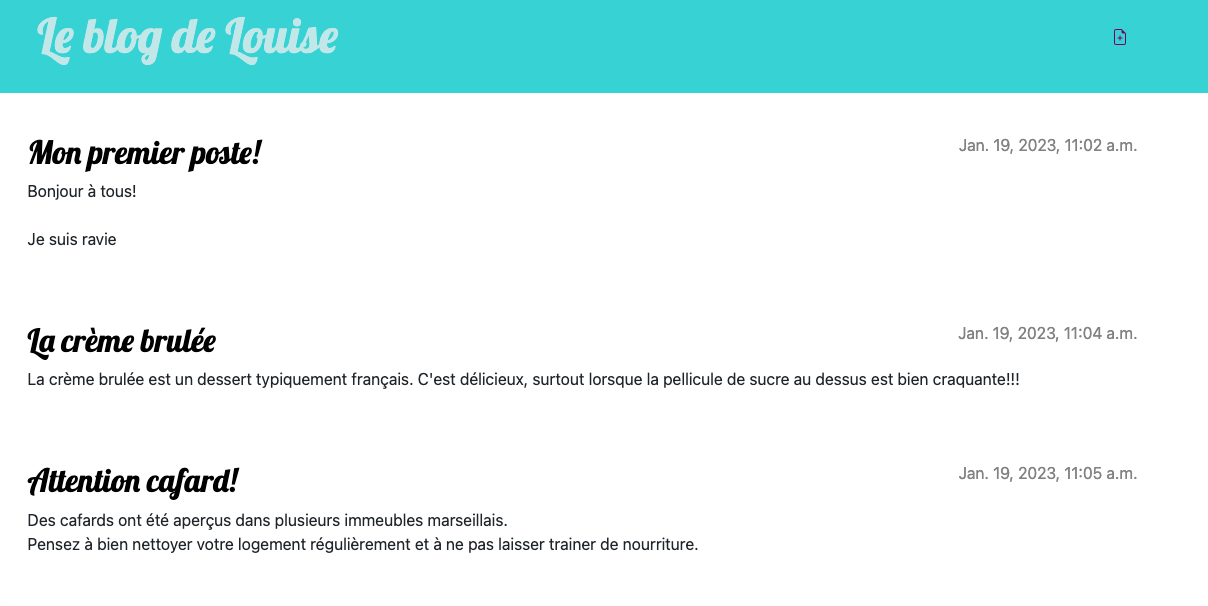 Le blog de Louise
Mon premier poste!
Jan. 19, 2023, 11:02 a.m.
Bonjour à tous!
Je suis ravie
La crème brulée
Jan. 19, 2023, 11:04 a.m.
La crème brulée est un dessert typiquement français. C'est délicieux, surtout lorsque la pellicule de sucre au dessus est bien craquante!!!
Attention cafard!
Jan. 19, 2023, 11:05 a.m.
Des cafards ont été aperçus dans plusieurs immeubles marseillais.
Pensez à bien nettoyer votre logement régulièrement et à ne pas laisser trainer de nourriture.